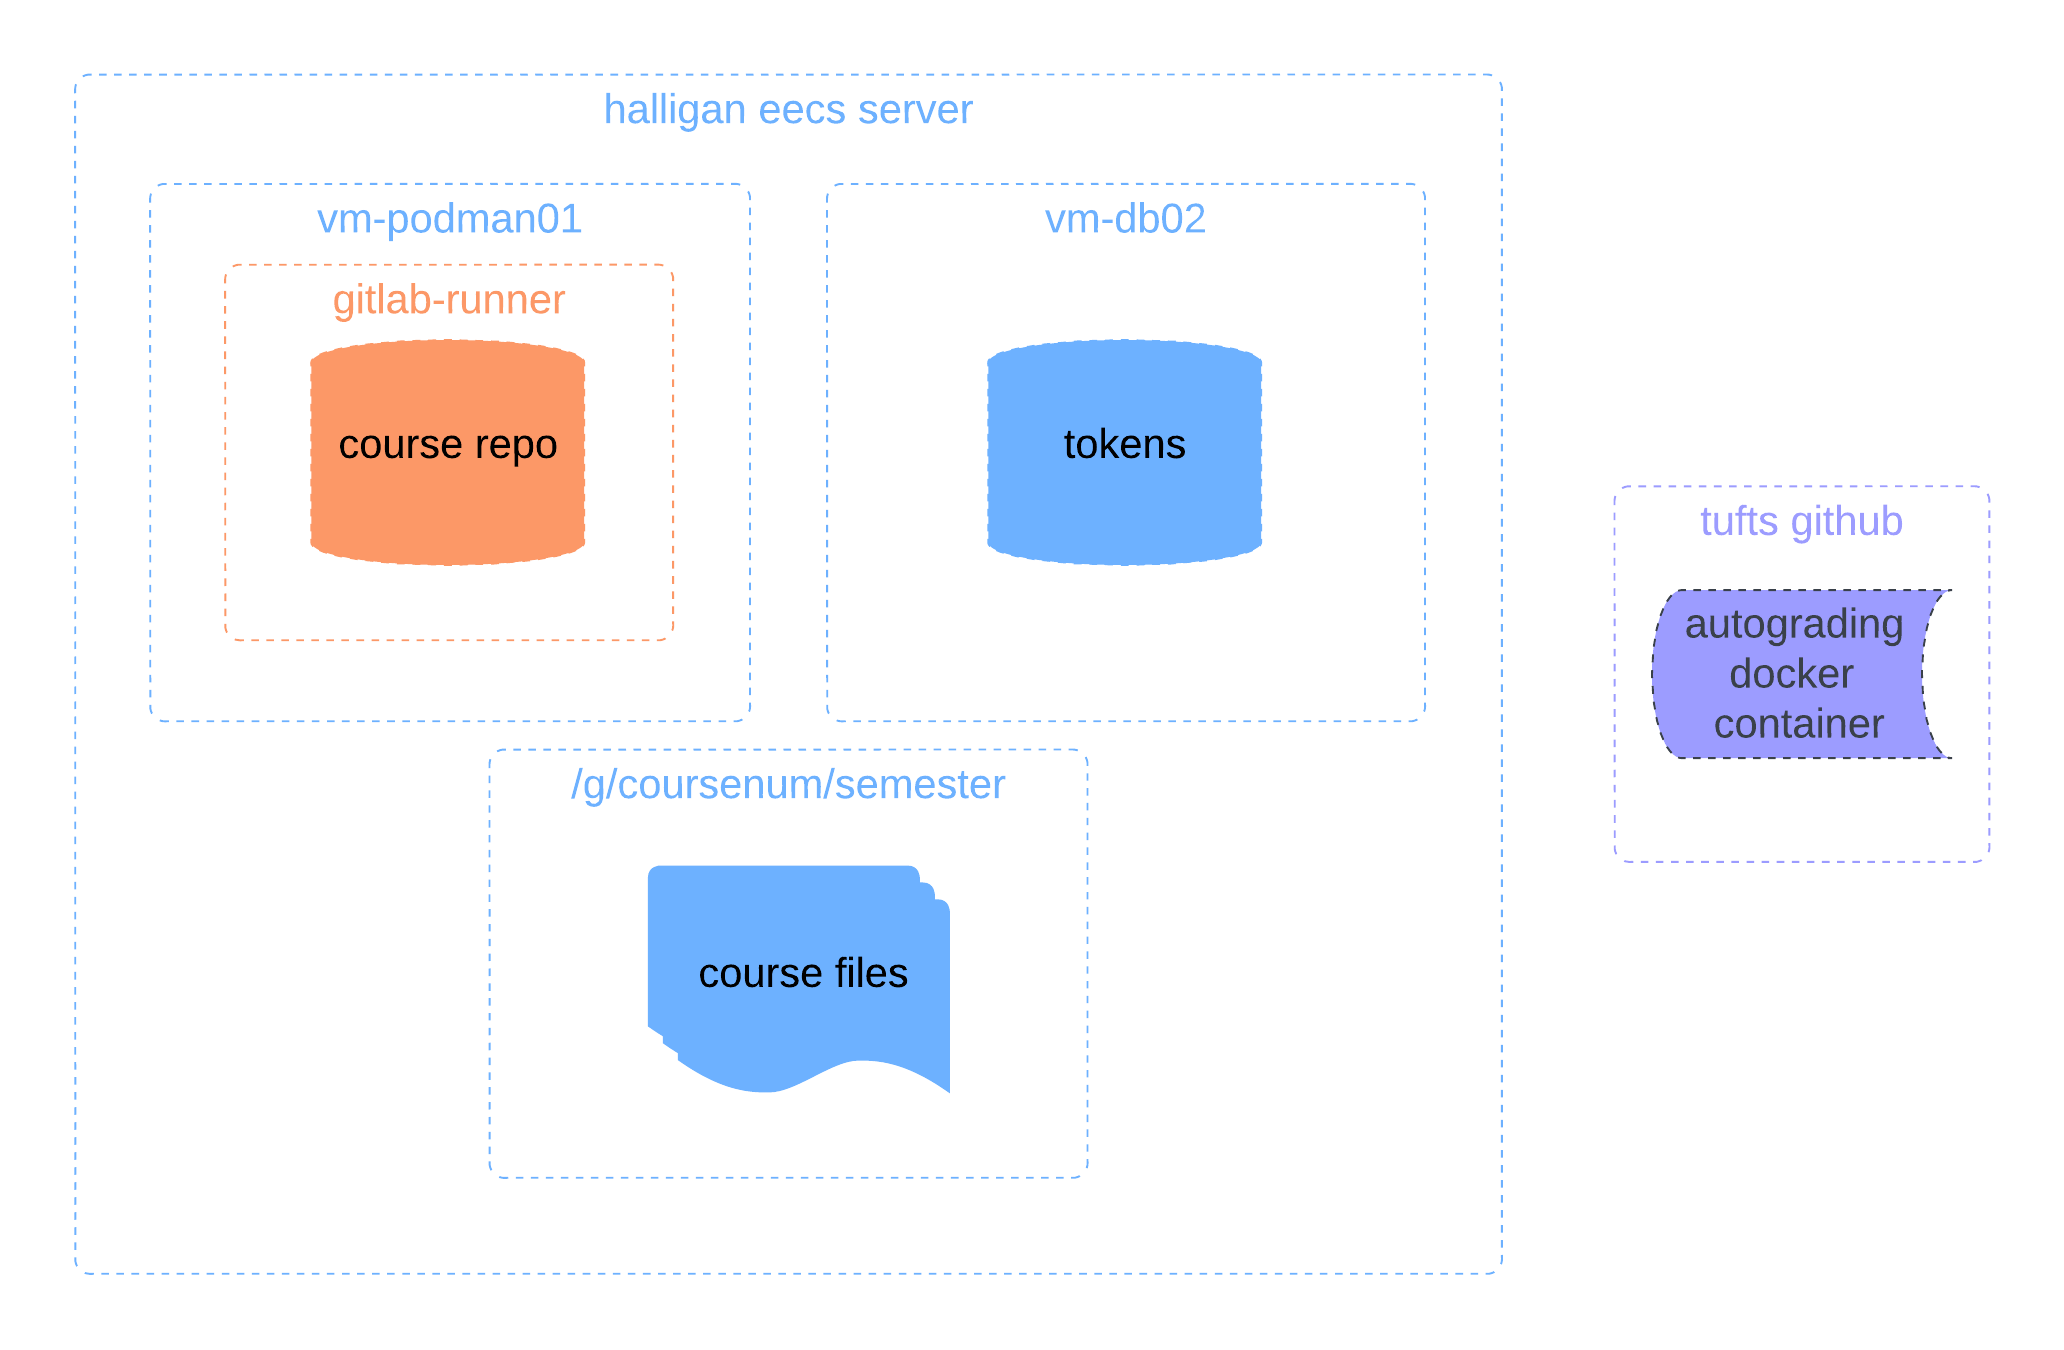 halligan eecs server
vm-podman01
gitlab-runner
course repo
vm-db02
tokens
/g/coursenum/semester
course files
tufts github
autograding
docker
container